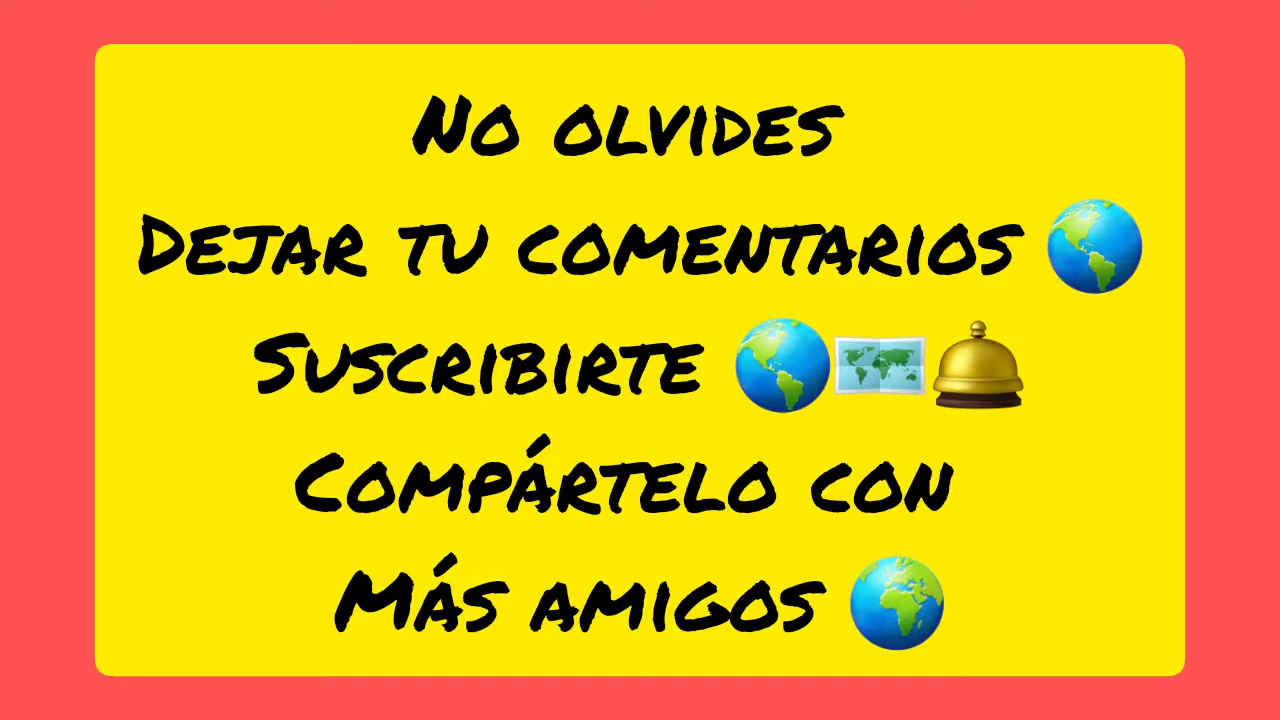 No olvides
Dejar tu comentarios 🌎
Suscribirte 🌎🗺️🛎️
Compártelo con
Más amigos 🌍